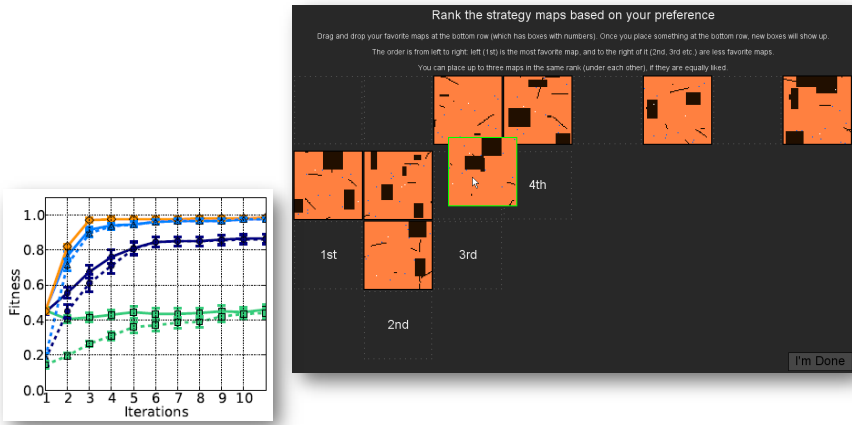 Rank the strategy maps based on your preference
Drag and drop your favorite maps at the bottom row (which has boxes with numbers). Once you place something at the bottom row, new boxes will show up.
The order is from left to right: left (1st) is the most favorite map, and to the right of it (2nd, 3rd etc.) are less favorite maps.
You can place up to three maps in the same rank (under each other), if they are equally liked.
4th
1st
3rd
2nd
I'm Done
Fitness
1.0
0.8
0.6
0.4
0.2
0.0
1 2 3 4 5 6 7 8 9 10
Iterations